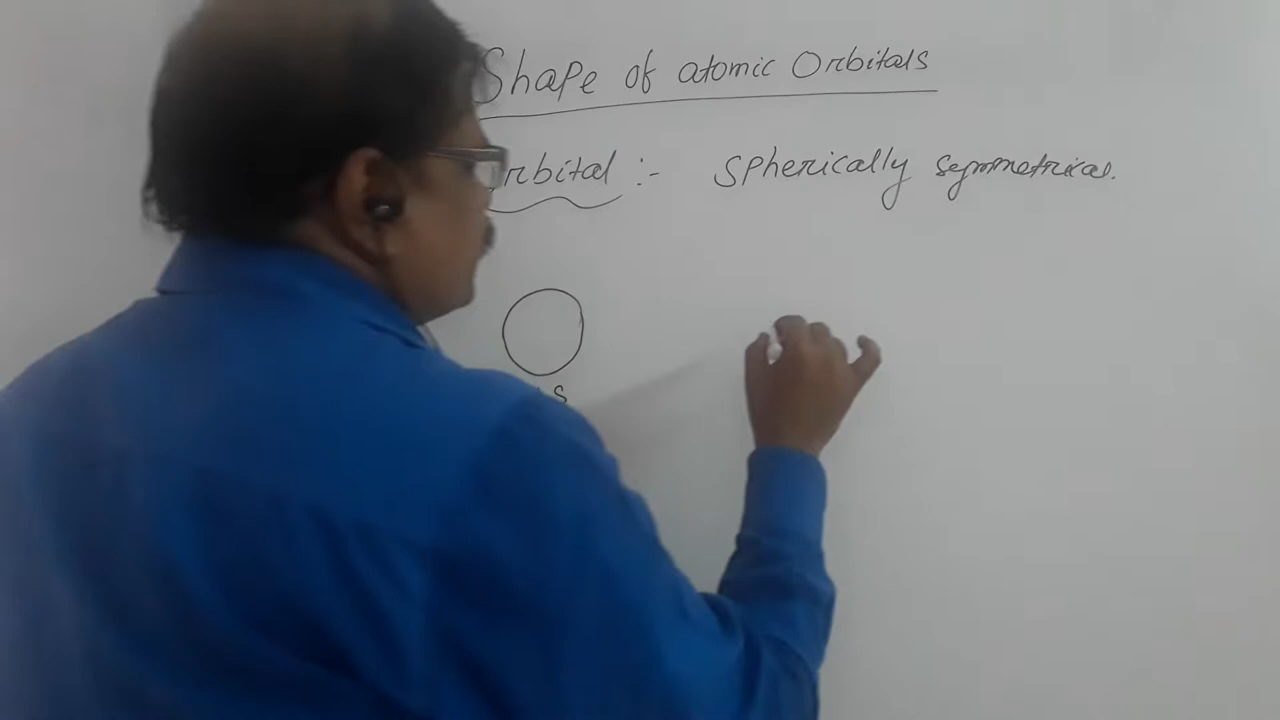 Shape of atomic Orbitals
rbital :- Spherically symmetrical.
S